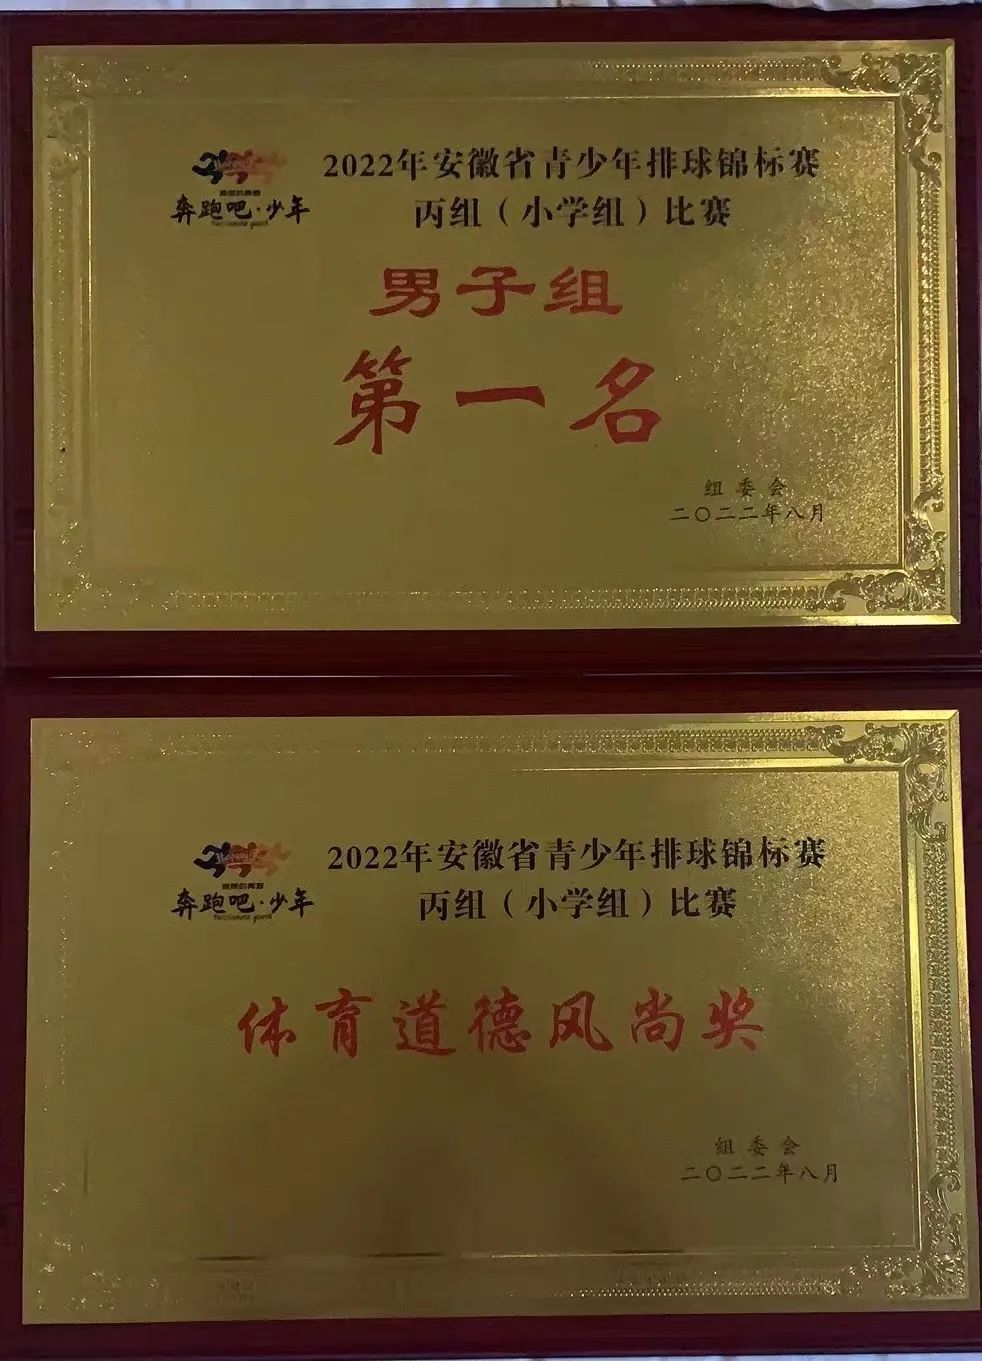 2022年安徽省青少年排球锦标赛
奔跑吧·少年
丙组（小学组）比赛
男子组
第一名
组委会
二〇二二年八月
2022年安徽省青少年排球锦标赛
奔跑吧·少年
丙组（小学组）比赛
体育道德风尚奖
组委会
二〇二二年八月